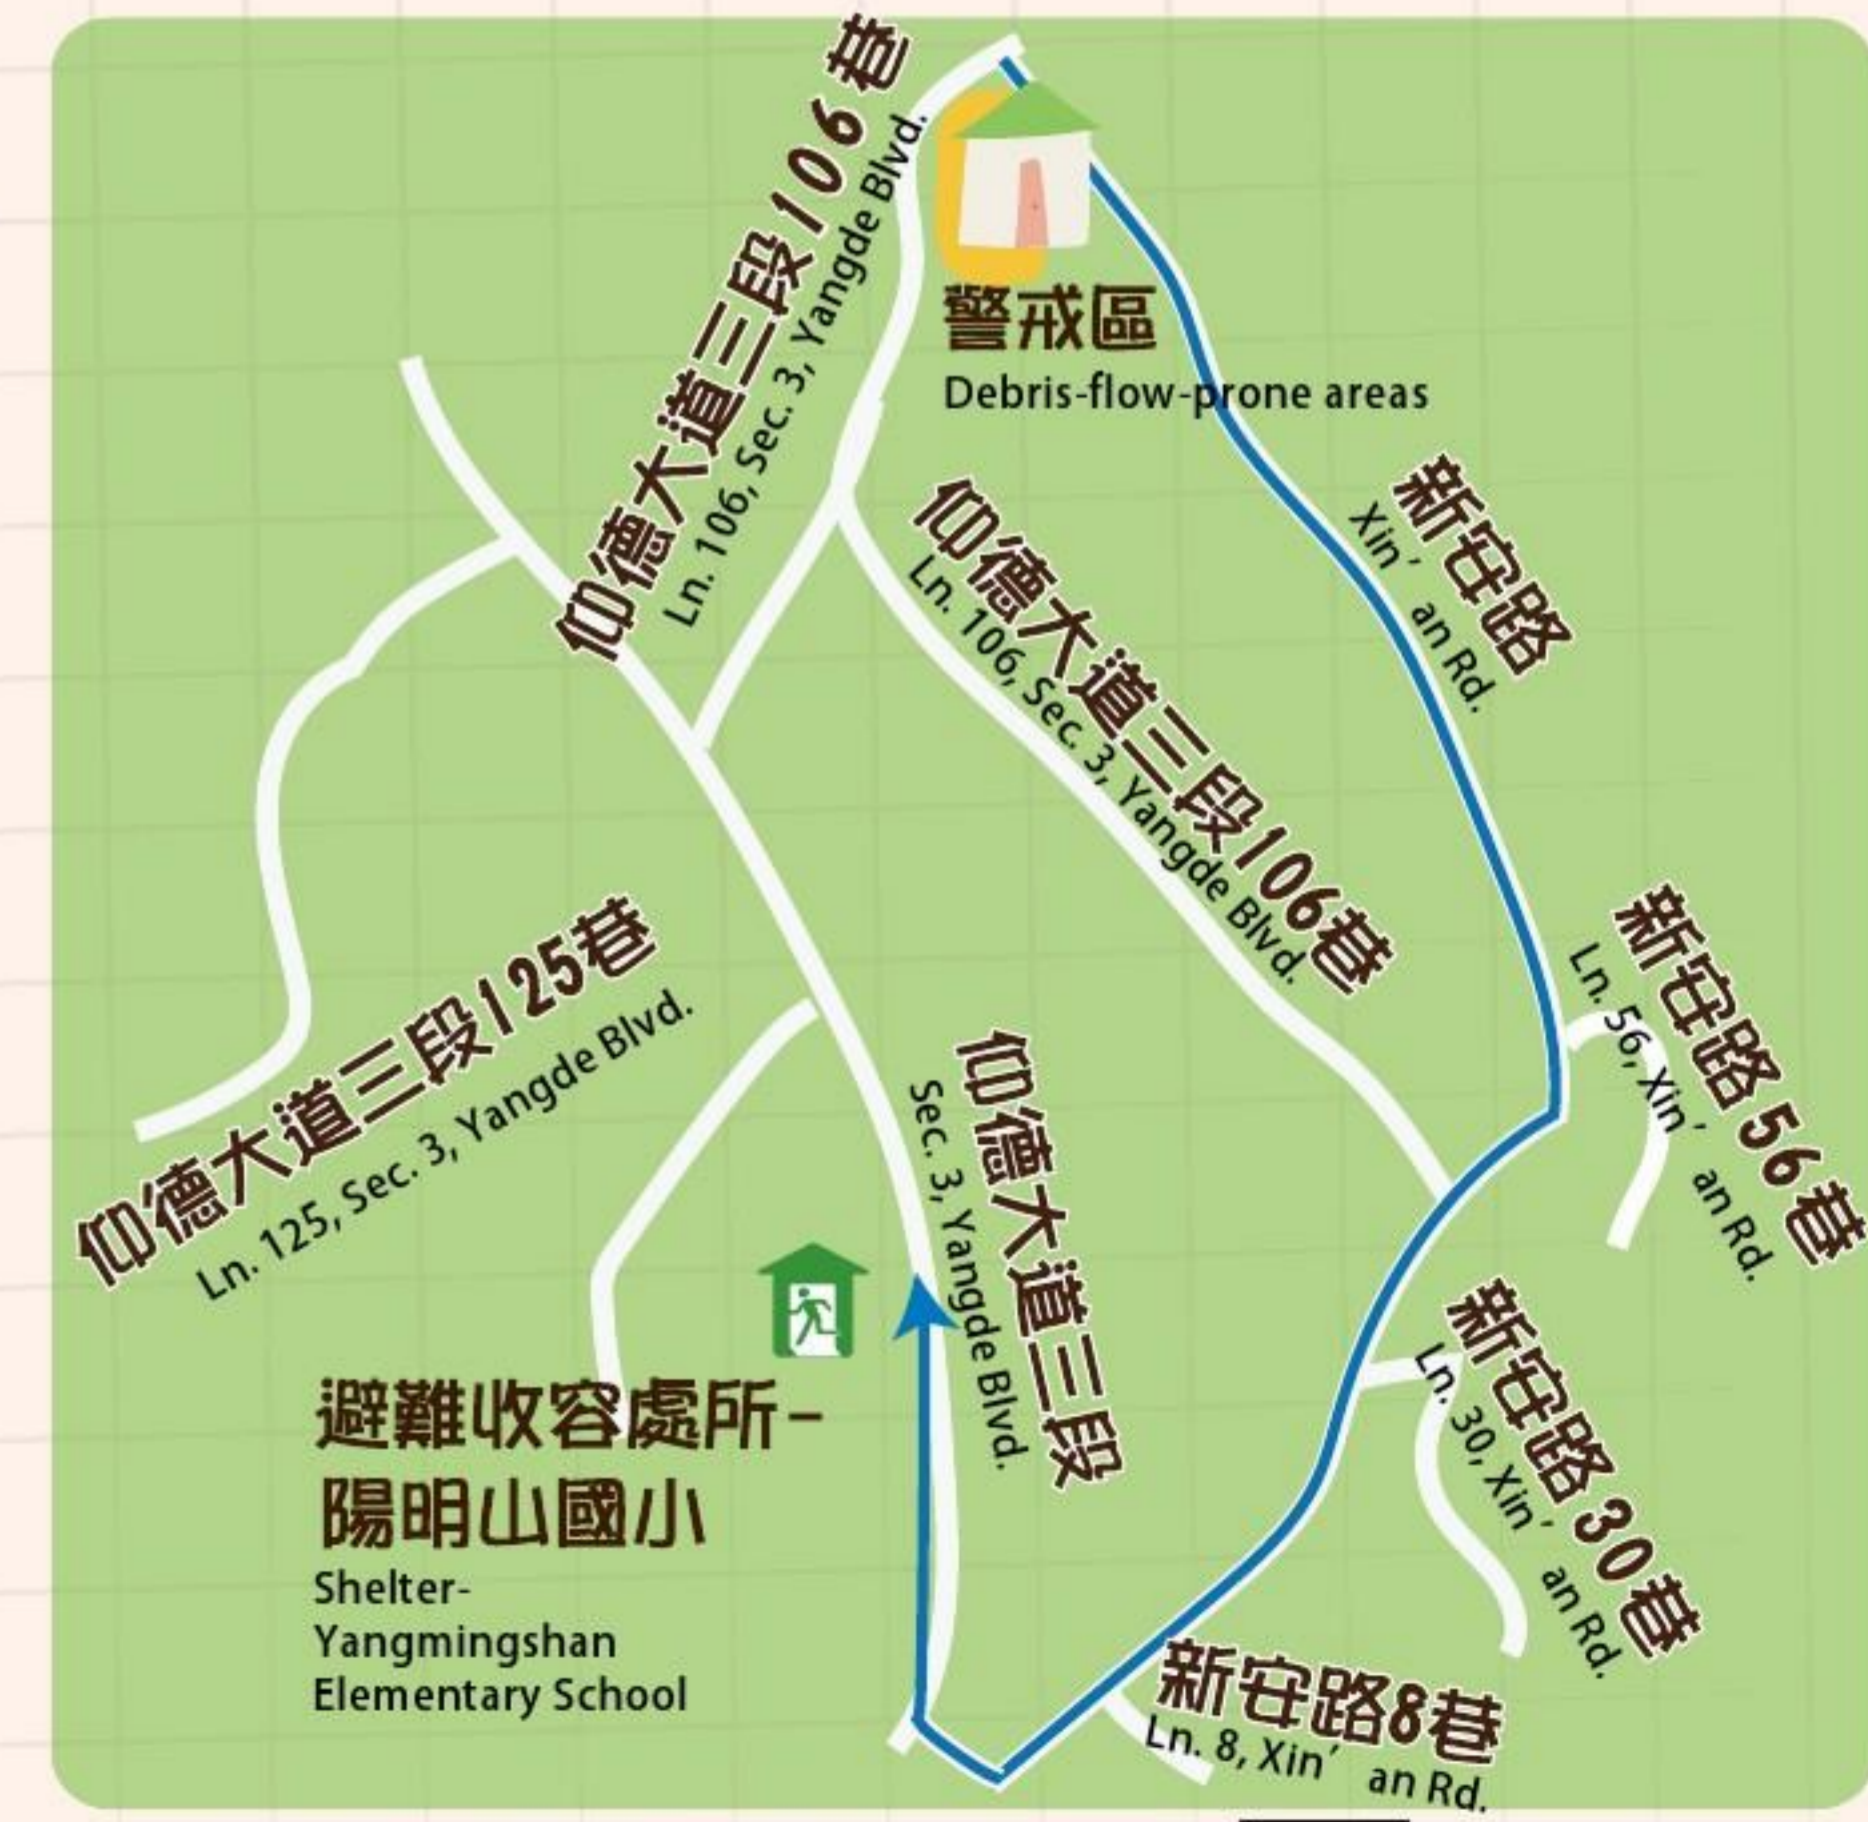 仰德大道三段106巷
Ln. 106, Sec. 3, Yangde Blvd.
警戒區
Debris-flow-prone areas
新安路
Xin′an Rd.
仰德大道三段106巷
Ln. 106, Sec. 3, Yangde Blvd.
新安路56巷
Ln. 56, Xin′an Rd.
仰德大道三段125巷
Ln. 125, Sec. 3, Yangde Blvd.
仰德大道三段
Sec. 3, Yangde Blvd.
新安路30巷
Ln. 30, Xin′an Rd.
避難收容處所-
陽明山國小
Shelter-
Yangmingshan
Elementary School
新安路8巷
Ln. 8, Xin′an Rd.